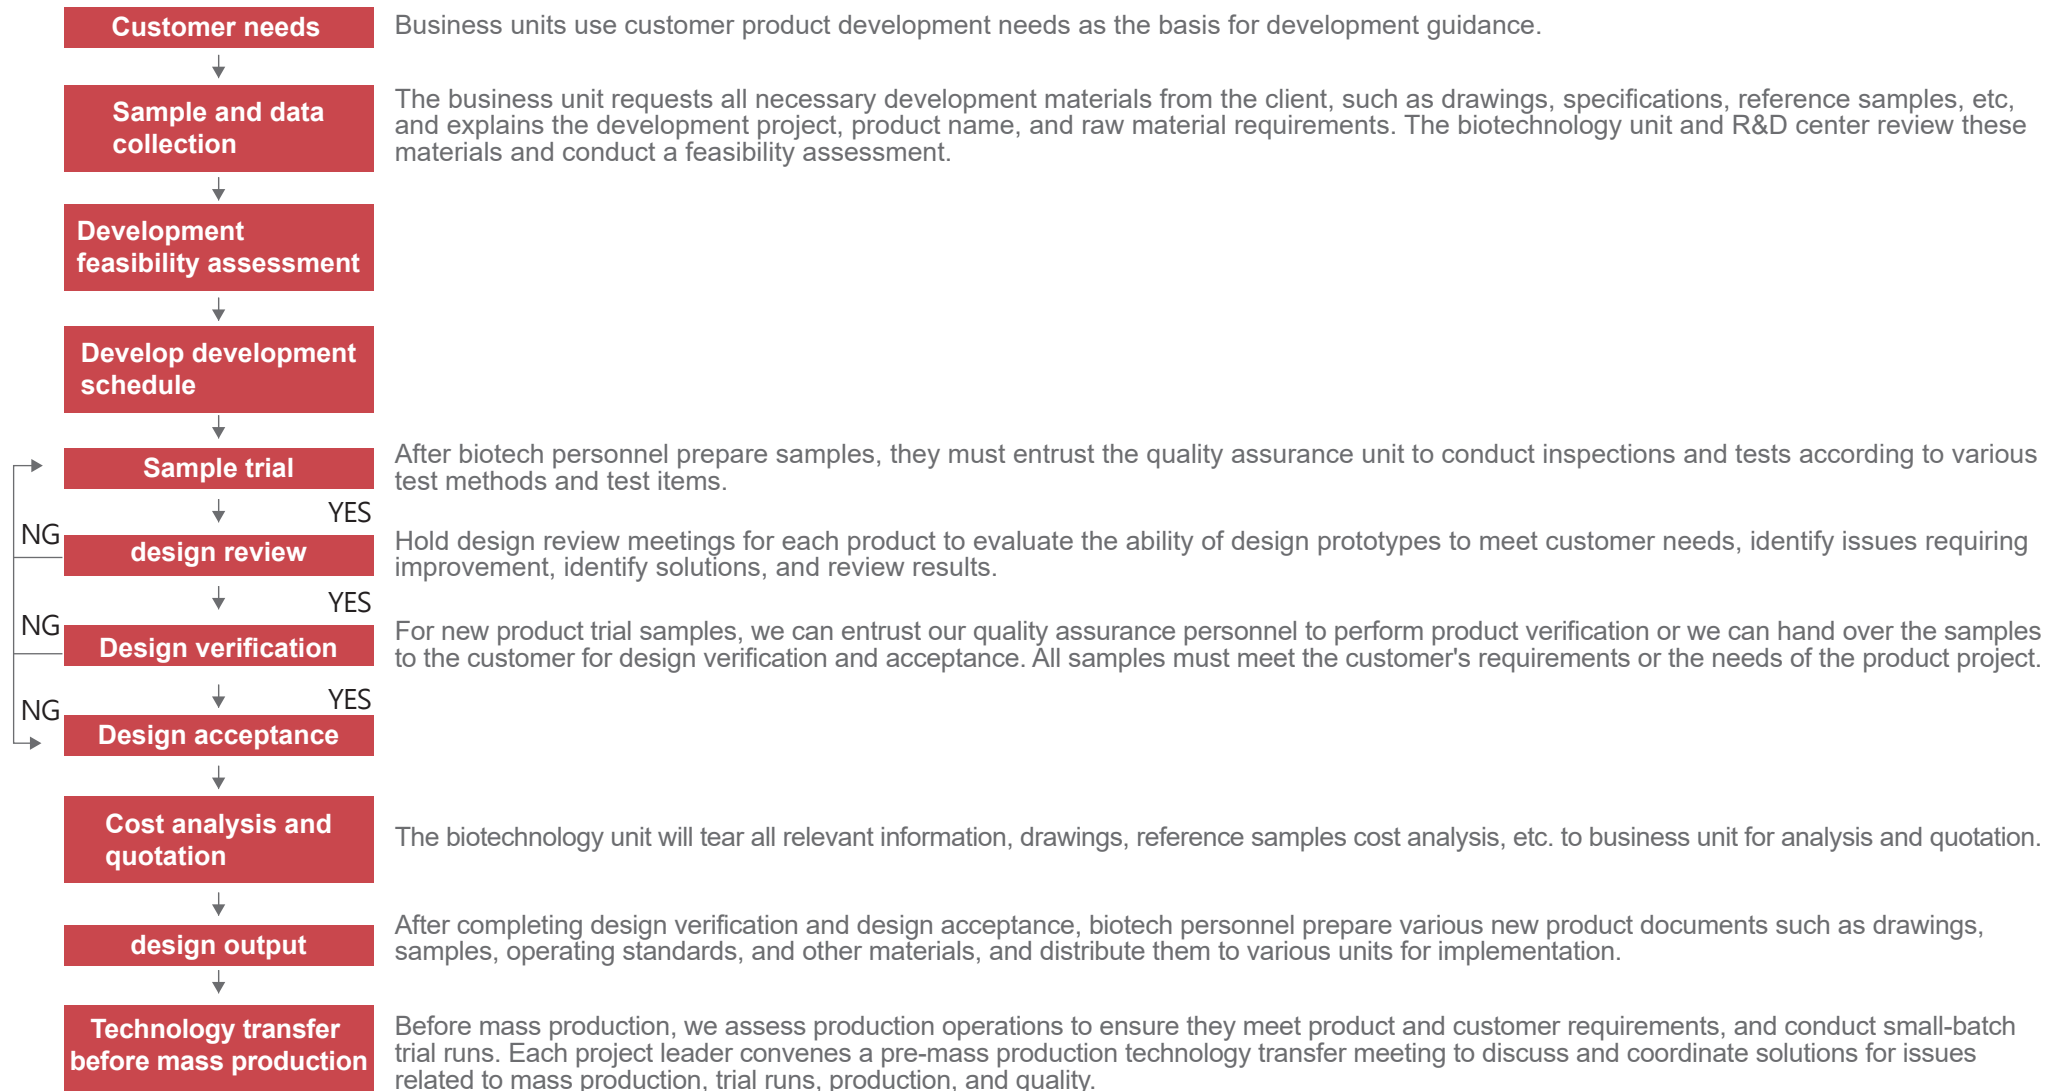 Customer needs
Business units use customer product development needs as the basis for development guidance.
Sample and data
collection
The business unit requests all necessary development materials from the client, such as drawings, specifications, reference samples, etc,
and explains the development project, product name, and raw material requirements. The biotechnology unit and R&D center review these
materials and conduct a feasibility assessment.
Development
feasibility assessment
Develop development
schedule
Sample trial
After biotech personnel prepare samples, they must entrust the quality assurance unit to conduct inspections and tests according to various
test methods and test items.
YES
NG
design review
Hold design review meetings for each product to evaluate the ability of design prototypes to meet customer needs, identify issues requiring
improvement, identify solutions, and review results.
YES
NG
Design verification
For new product trial samples, we can entrust our quality assurance personnel to perform product verification or we can hand over the samples
to the customer for design verification and acceptance. All samples must meet the customer's requirements or the needs of the product project.
YES
NG
Design acceptance
Cost analysis and
quotation
The biotechnology unit will tear all relevant information, drawings, reference samples cost analysis, etc. to business unit for analysis and quotation.
design output
After completing design verification and design acceptance, biotech personnel prepare various new product documents such as drawings,
samples, operating standards, and other materials, and distribute them to various units for implementation.
Technology transfer
before mass production
Before mass production, we assess production operations to ensure they meet product and customer requirements, and conduct small-batch
trial runs. Each project leader convenes a pre-mass production technology transfer meeting to discuss and coordinate solutions for issues
related to mass production, trial runs, production, and quality.